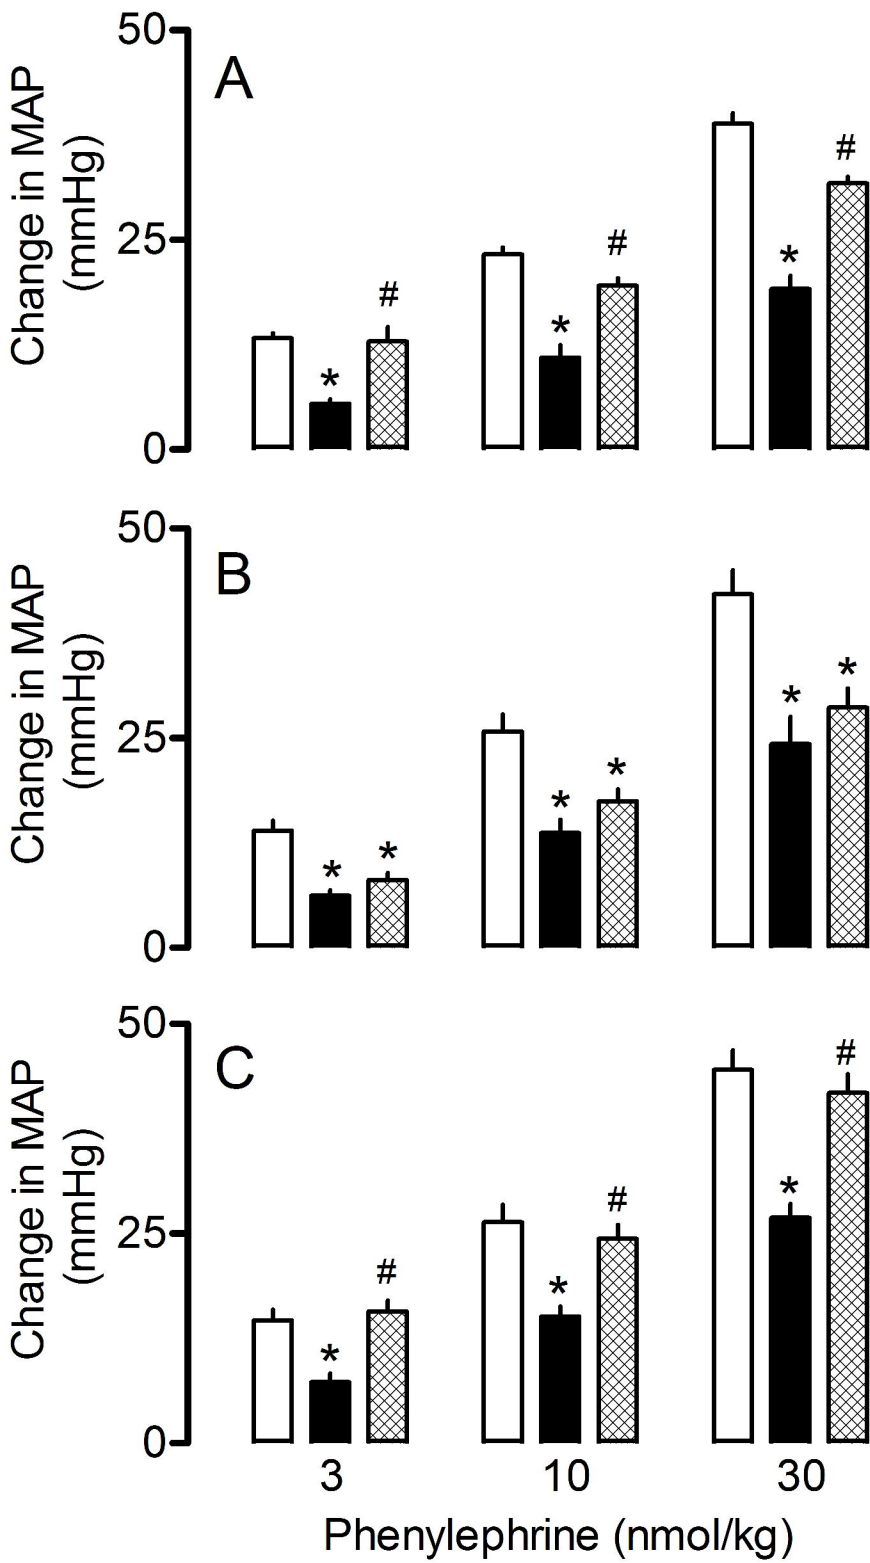 50
A
Change in MAP
(mmHg)
#
*
#
25
#
*
*
0
50
B
Change in MAP
(mmHg)
*
*
25
*
*
*
*
0
50
C
Change in MAP
(mmHg)
#
*
#
25
*
#
*
0
3 10 30
Phenylephrine (nmol/kg)